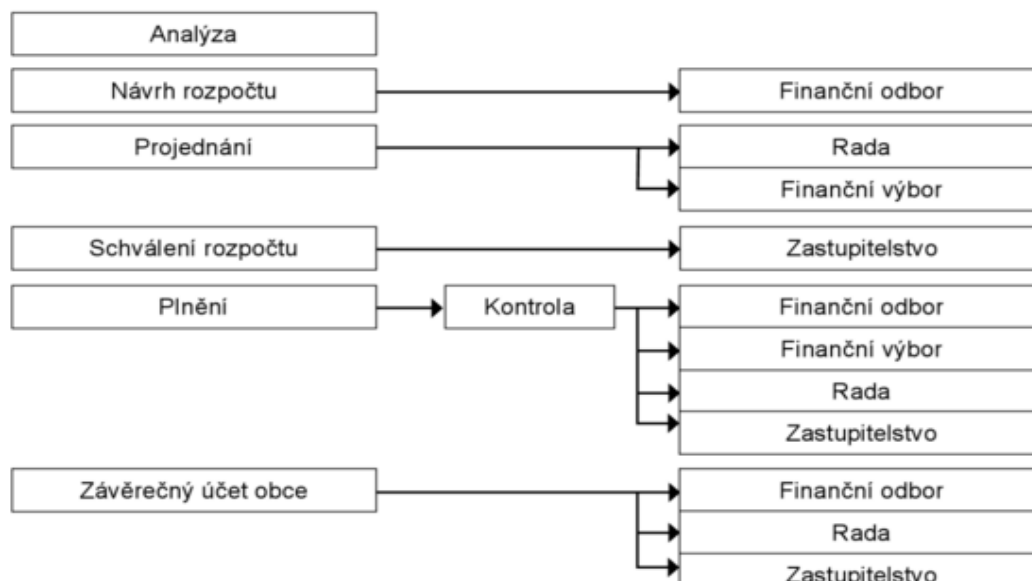 Analýza
Návrh rozpočtu
Finanční odbor
Projednání
Rada
Finanční výbor
Schválení rozpočtu
Zastupitelstvo
Plnění
Kontrola
Finanční odbor
Finanční výbor
Rada
Zastupitelstvo
Závěrečný účet obce
Finanční odbor
Rada
Zastupitelstvo